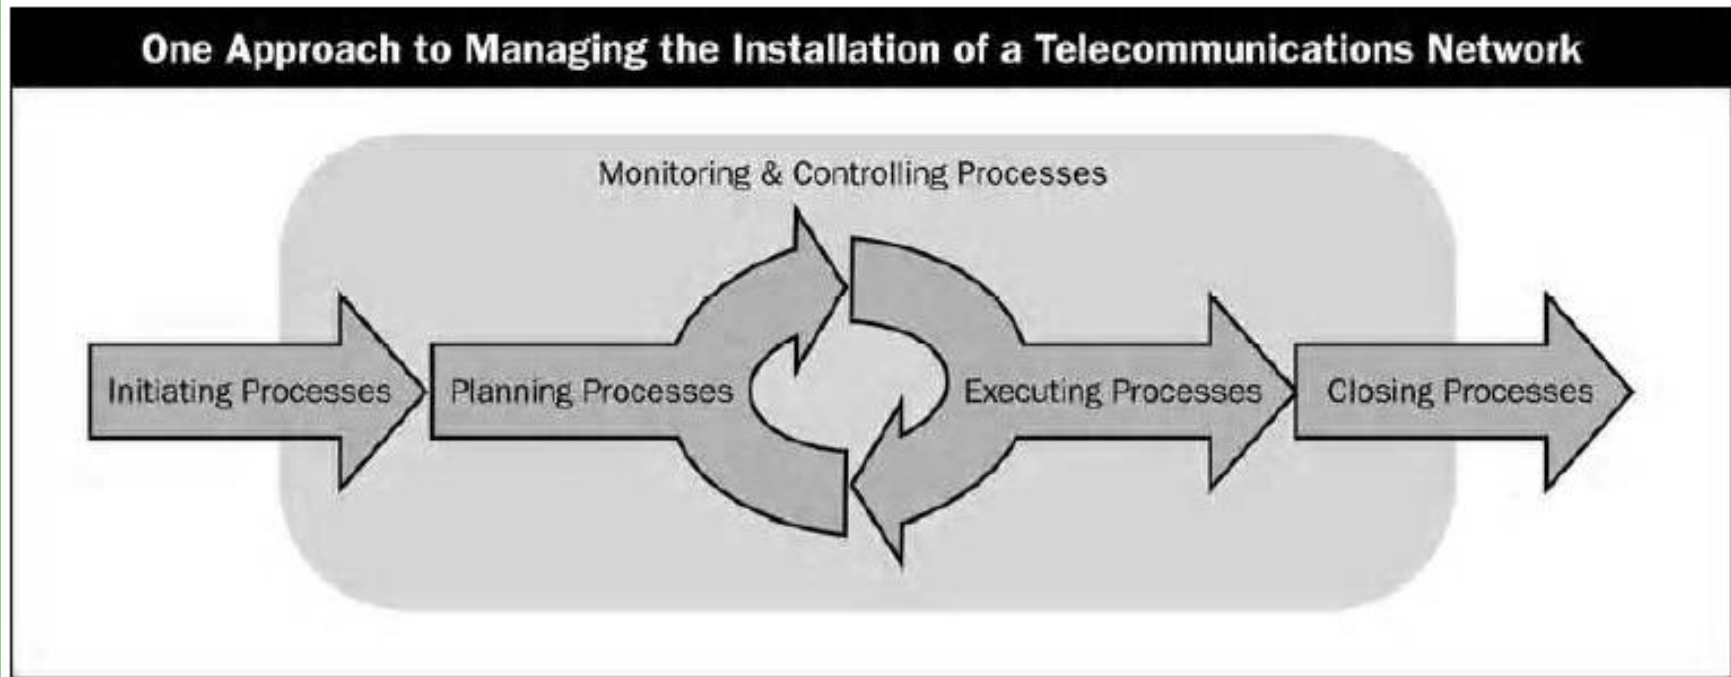 One Approach to Managing the Installation of a Telecommunications Network
Monitoring & Controlling Processes
Initiating Processes
Planning Processes
Executing Processes
Closing Processes